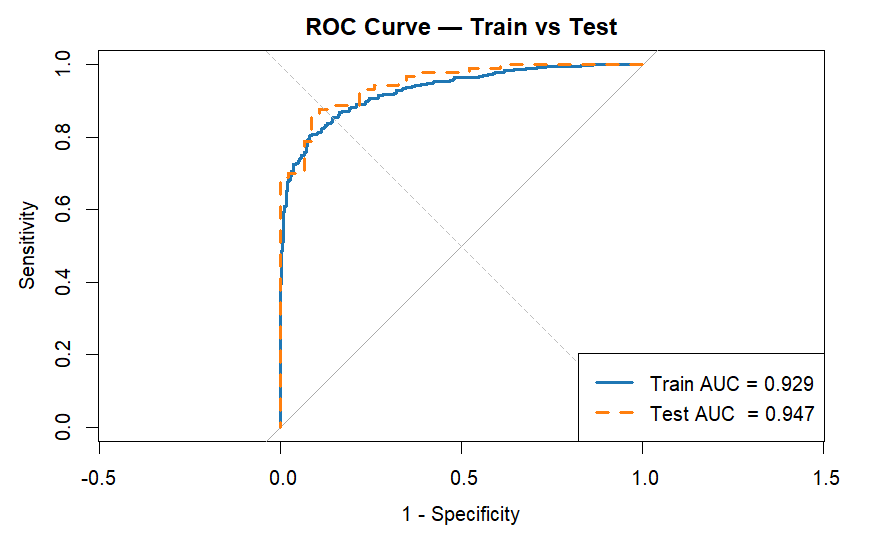 ROC Curve — Train vs Test
Sensitivity
1.0
0.8
0.6
0.4
0.2
0.0
Train AUC = 0.929
Test AUC  = 0.947
-0.5 0.0 0.5 1.0 1.5
1 - Specificity